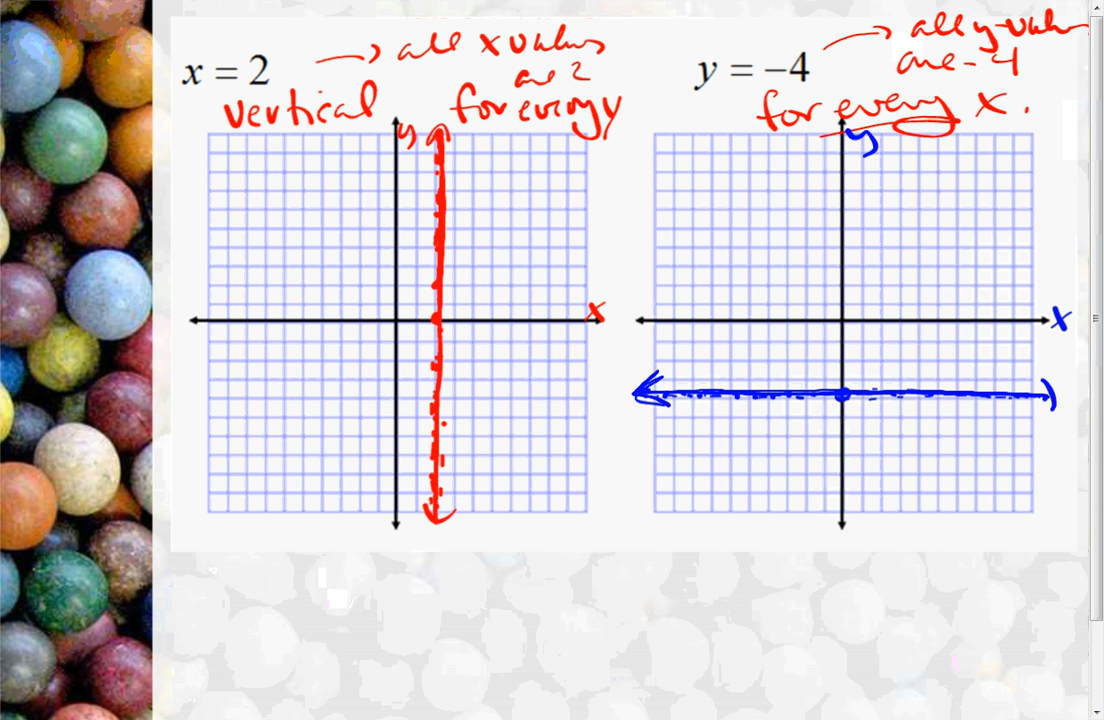 x = 2 → all x values
are 2
vertical for every y
y
x
y = −4 → all y-values
are -4
for every x.
y
x